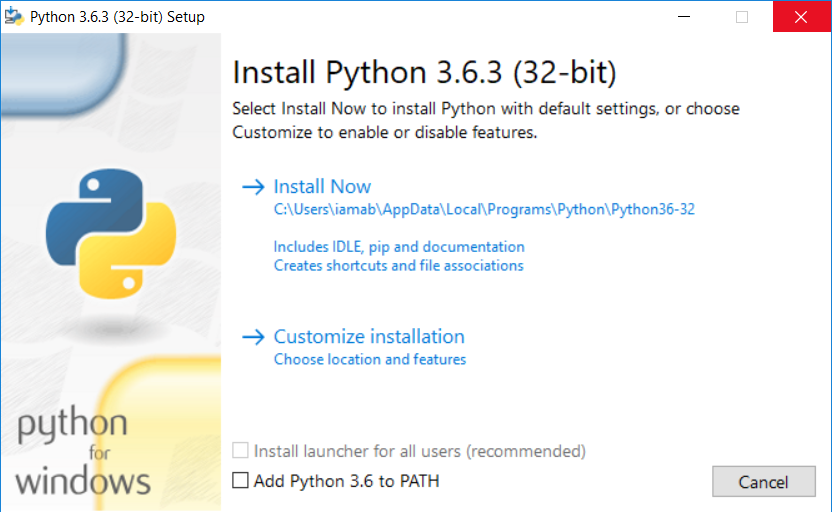 Python 3.6.3 (32-bit) Setup
Install Python 3.6.3 (32-bit)
Select Install Now to install Python with default settings, or choose
Customize to enable or disable features.
Install Now
C:\Users\iamab\AppData\Local\Programs\Python\Python36-32
Includes IDLE, pip and documentation
Creates shortcuts and file associations
Customize installation
Choose location and features
python
for
windows
Install launcher for all users (recommended)
Add Python 3.6 to PATH
Cancel